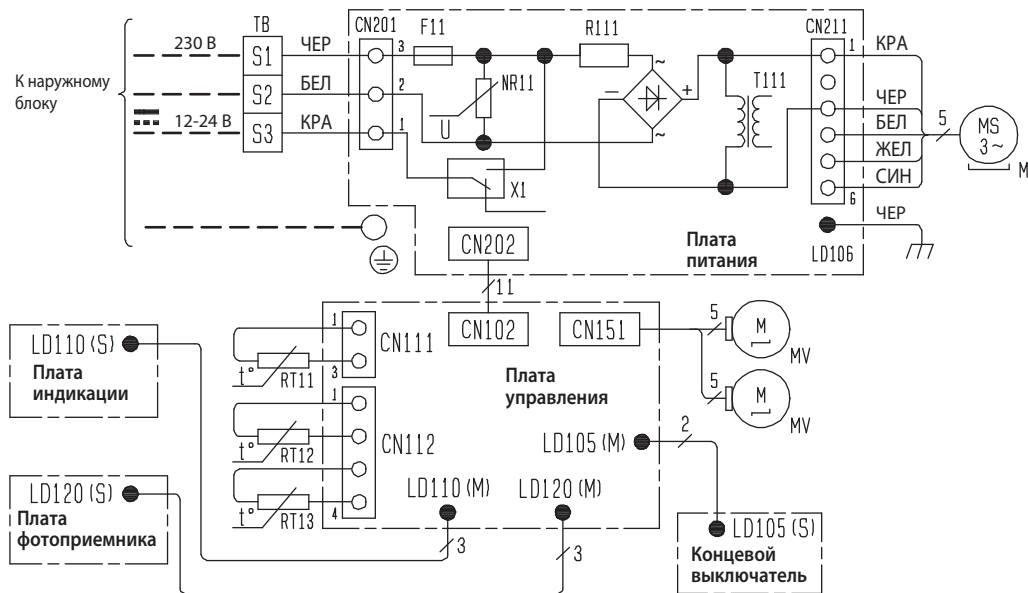 TB
CN201
F11
R111
CN211
230 В
S1
ЧЕР
3
1
КРА
К наружному
блоку
S2
БЕЛ
2
NR11
~
−
+
~
T111
ЧЕР
БЕЛ
5
MS
3~
M
12-24 В
S3
КРА
1
U
ЖЕЛ
X1
СИН
6
ЧЕР
CN202
Плата
питания
LD106
11
LD110 (S)
Плата
индикации
1
CN111
CN102
CN151
5
M
MV
t°
RT11
3
Плата
управления
1
5
M
MV
t°
RT12
CN112
LD105 (M)
2
LD120 (S)
Плата
фотоприемника
t°
RT13
4
LD110 (M)
LD120 (M)
3
3
LD105 (S)
Концевой
выключатель